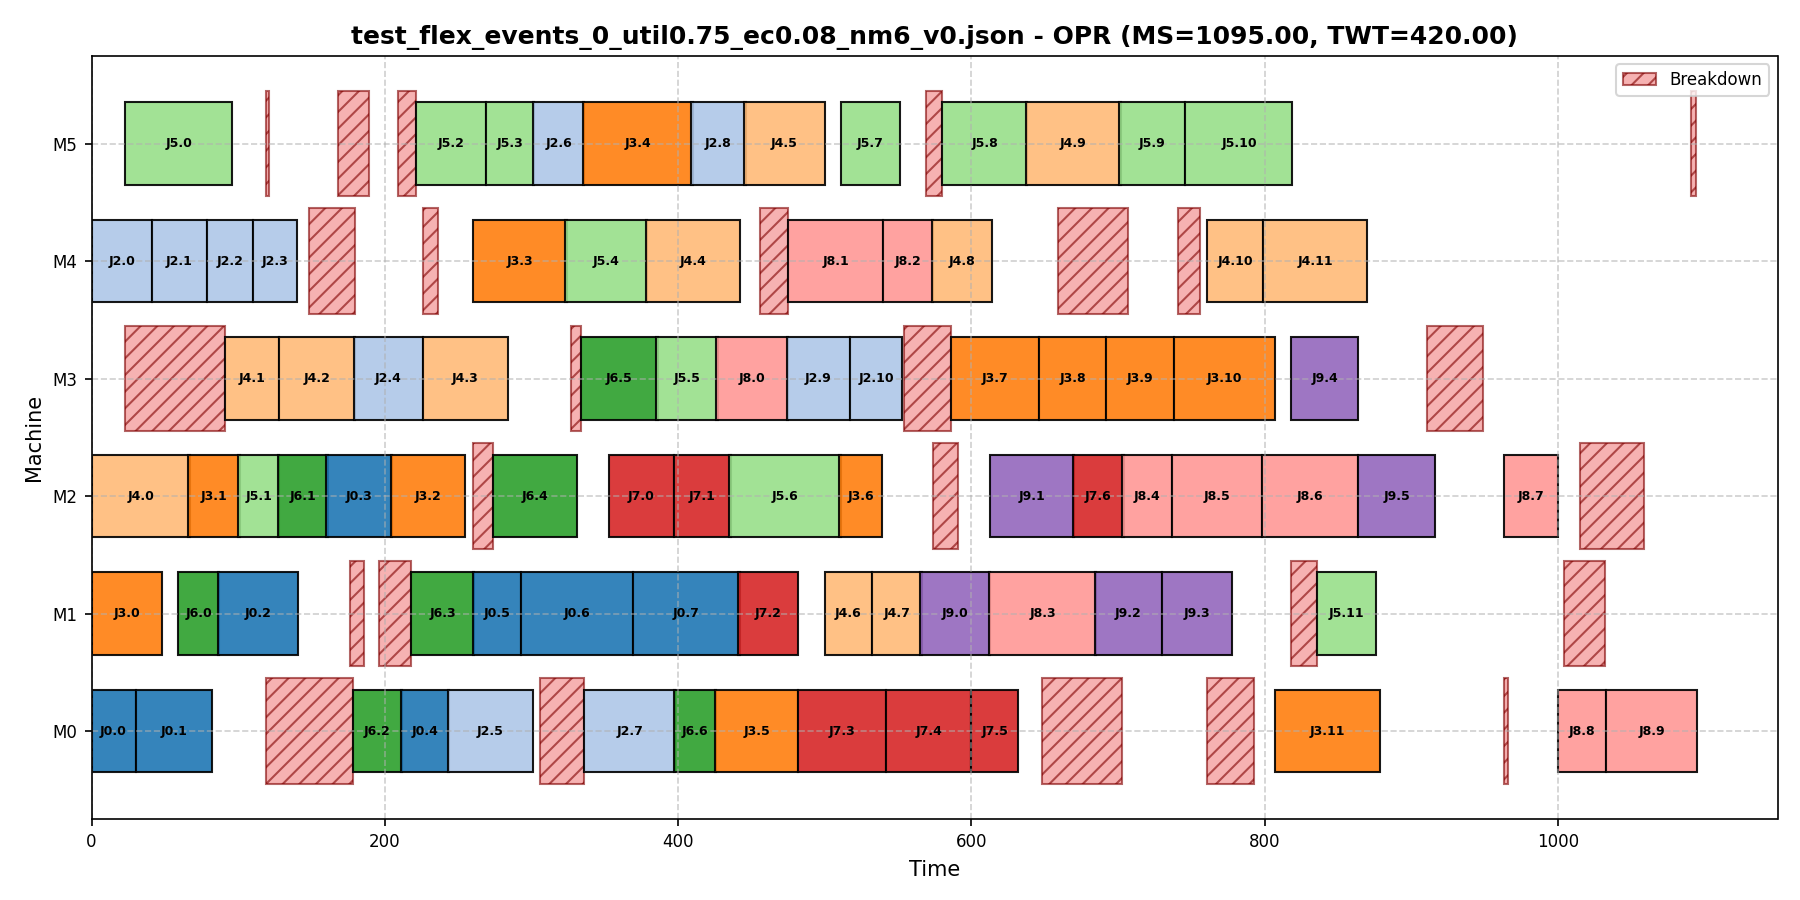 test_flex_events_0_util0.75_ec0.08_nm6_v0.json - OPR (MS=1095.00, TWT=420.00)
Breakdown
M5
J5.0 J5.2 J5.3 J2.6 J3.4 J2.8 J4.5 J5.7 J5.8 J4.9 J5.9 J5.10
M4
J2.0 J2.1 J2.2 J2.3 J3.3 J5.4 J4.4 J8.1 J8.2 J4.8 J4.10 J4.11
M3
J4.1 J4.2 J2.4 J4.3 J6.5 J5.5 J8.0 J2.9 J2.10 J3.7 J3.8 J3.9 J3.10 J9.4
M2
J4.0 J3.1 J5.1 J6.1 J0.3 J3.2 J6.4 J7.0 J7.1 J5.6 J3.6 J9.1 J7.6 J8.4 J8.5 J8.6 J9.5 J8.7
M1
J3.0 J6.0 J0.2 J6.3 J0.5 J0.6 J0.7 J7.2 J4.6 J4.7 J9.0 J8.3 J9.2 J9.3 J5.11
M0
J0.0 J0.1 J6.2 J0.4 J2.5 J2.7 J6.6 J3.5 J7.3 J7.4 J7.5 J3.11 J8.8 J8.9
Machine
0 200 400 600 800 1000
Time